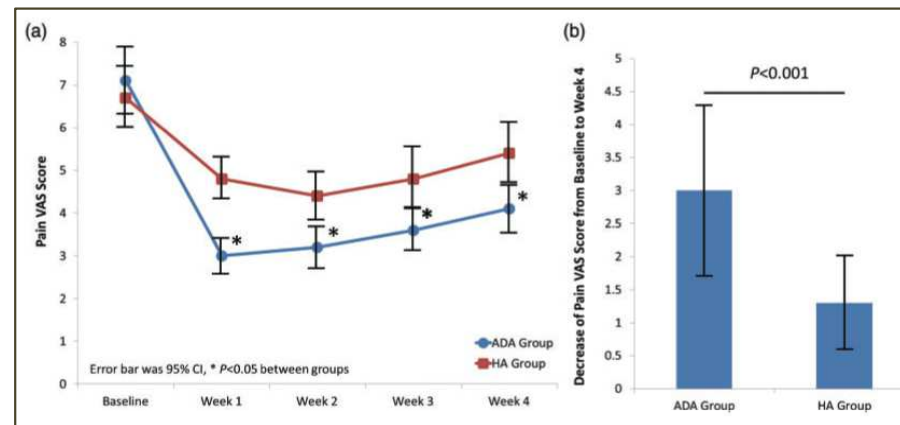 (a)
8
7
6
5
4
3
2
1
0
Pain VAS Score
*
*
*
*
ADA Group
HA Group
Error bar was 95% CI, * P<0.05 between groups
Baseline Week 1 Week 2 Week 3 Week 4
(b)
5
4.5
4
3.5
3
2.5
2
1.5
1
0.5
0
Decrease of Pain VAS Score from Baseline to Week 4
P<0.001
ADA Group HA Group